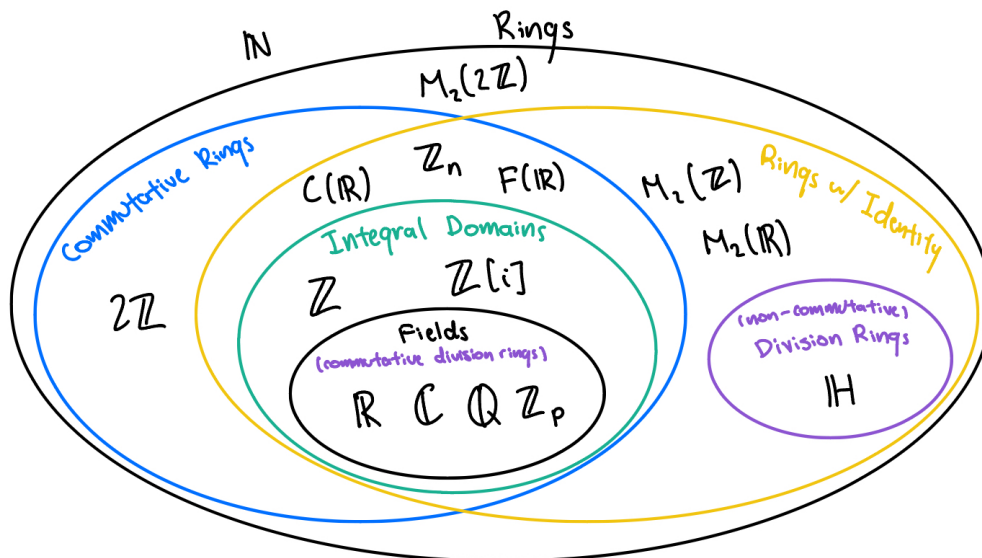 ℕ
Rings
M₂(2ℤ)
Commutative Rings
Rings w/ Identity
ℤₙ
C(ℝ)
F(ℝ)
M₂(ℤ)
M₂(ℝ)
Integral Domains
2ℤ
ℤ
ℤ[i]
Fields
(commutative division rings)
ℝ ℂ ℚ ℤₚ
(non-commutative)
Division Rings
ℍ